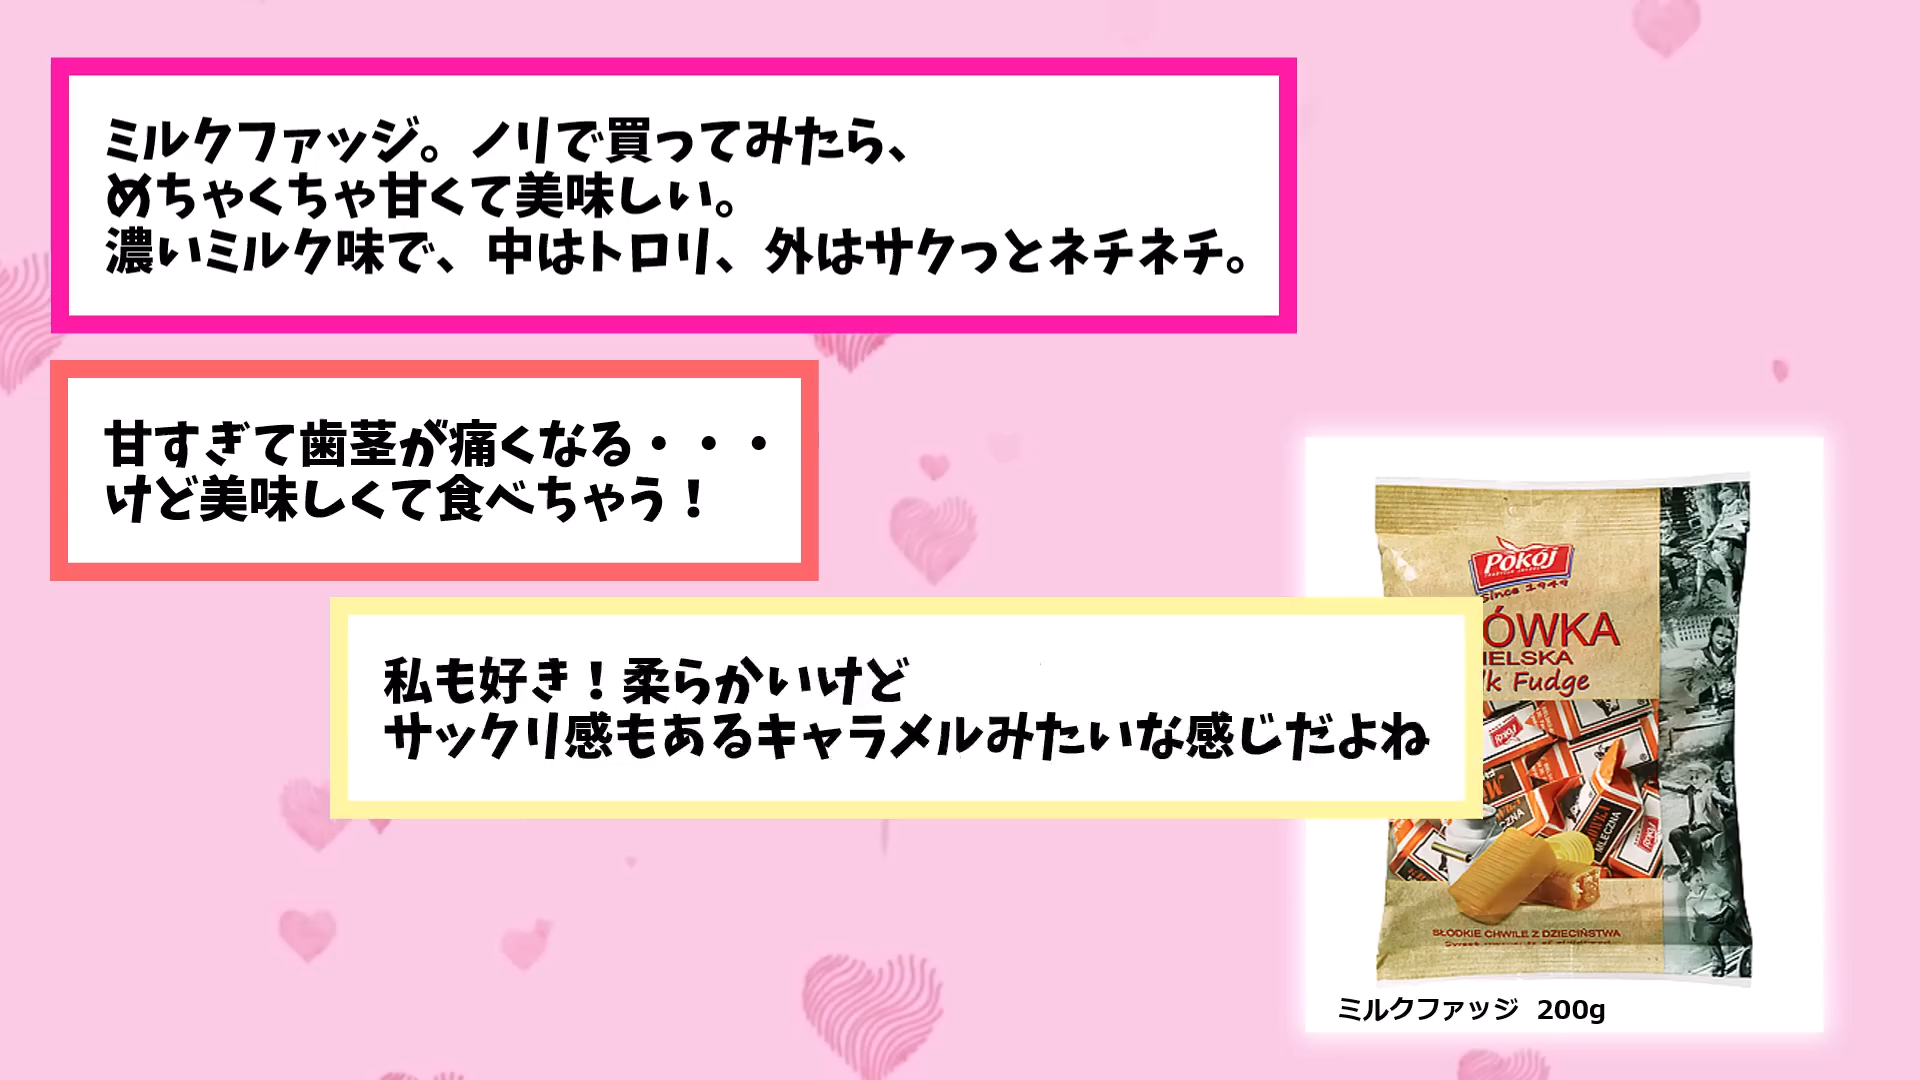 ミルクファッジ。ノリで買ってみたら、
めちゃくちゃ甘くて美味しい。
濃いミルク味で、中はトロリ、外はサクっとネチネチ。
甘すぎて歯茎が痛くなる・・・
けど美味しくて食べちゃう！
私も好き！柔らかいけど
サックリ感もあるキャラメルみたいな感じだよね
Pokój
Since 1949
ÓWKA
IELSKA
lk Fudge
MLECZNA
SŁODKIE CHWILE Z DZIECIŃSTWA
ミルクファッジ 200g